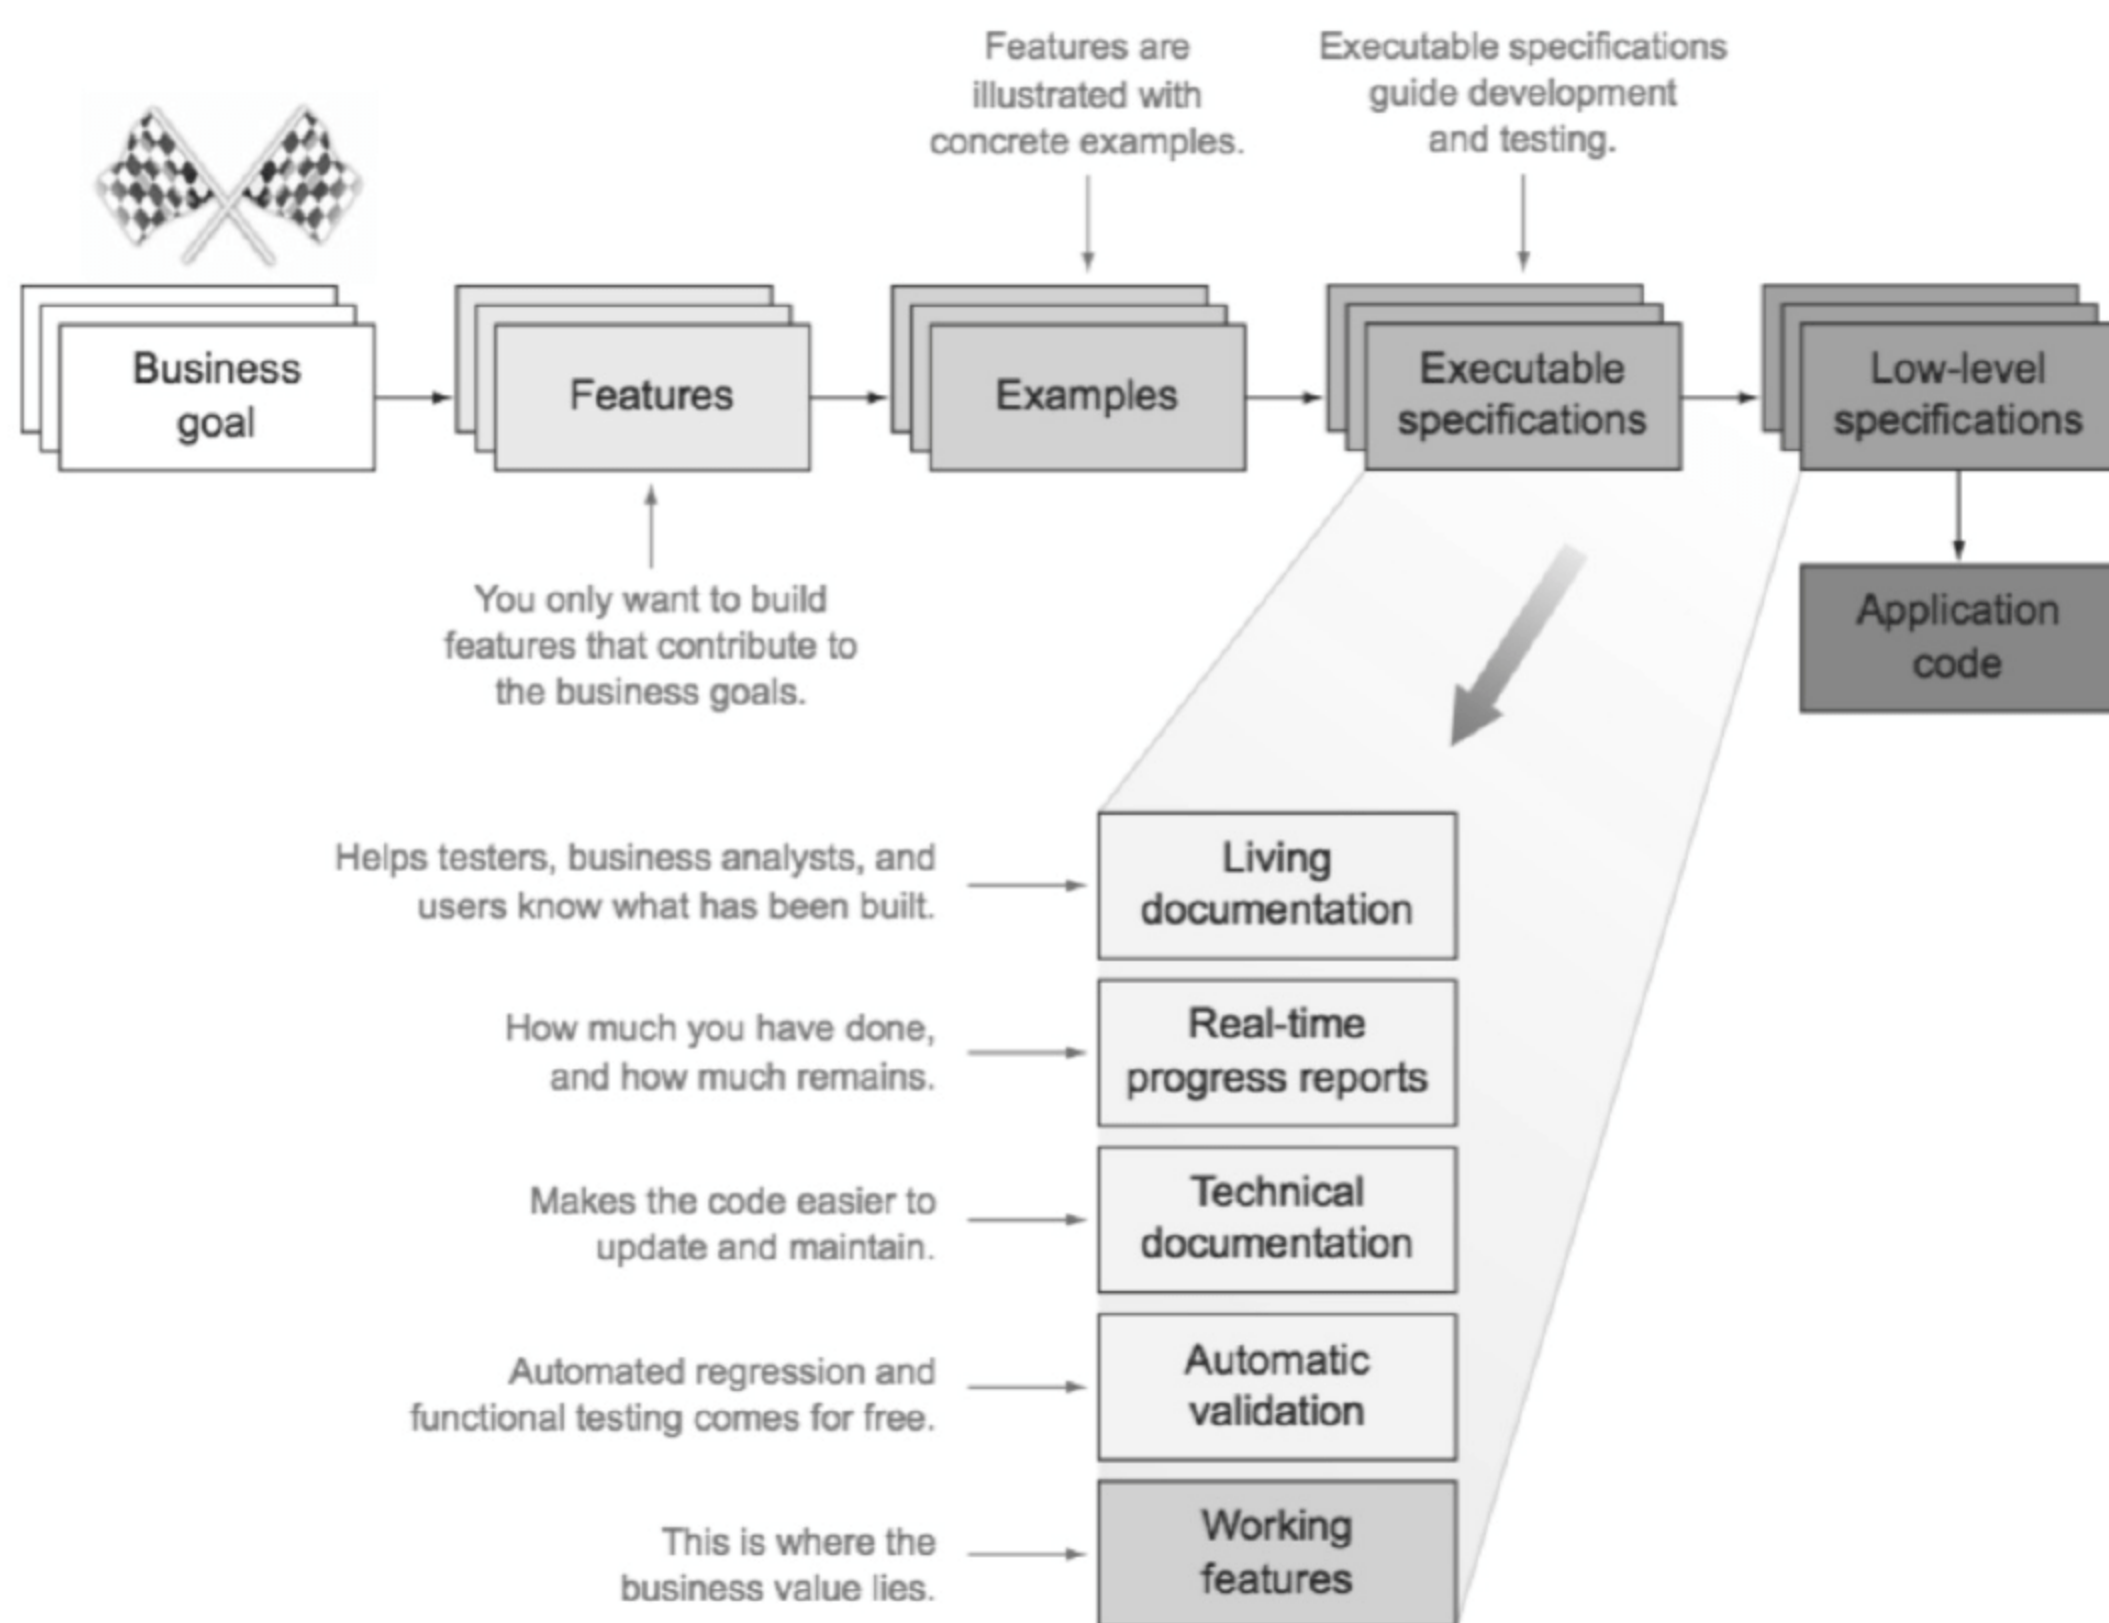 Features are
illustrated with
concrete examples.
Executable specifications
guide development
and testing.
Business
goal
Features
Examples
Executable
specifications
Low-level
specifications
You only want to build
features that contribute to
the business goals.
Application
code
Helps testers, business analysts, and
users know what has been built.
Living
documentation
How much you have done,
and how much remains.
Real-time
progress reports
Makes the code easier to
update and maintain.
Technical
documentation
Automated regression and
functional testing comes for free.
Automatic
validation
This is where the
business value lies.
Working
features